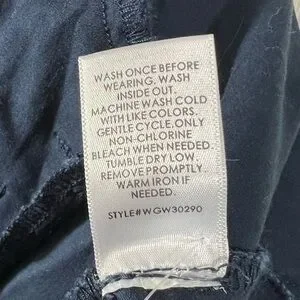 WASH ONCE BEFORE
WEARING. WASH
INSIDE OUT.
MACHINE WASH COLD
WITH LIKE COLORS.
GENTLE CYCLE. ONLY
NON-CHLORINE
BLEACH WHEN NEEDED.
TUMBLE DRY LOW.
REMOVE PROMPTLY
WARM IRON IF
NEEDED.
STYLE#WGW30290